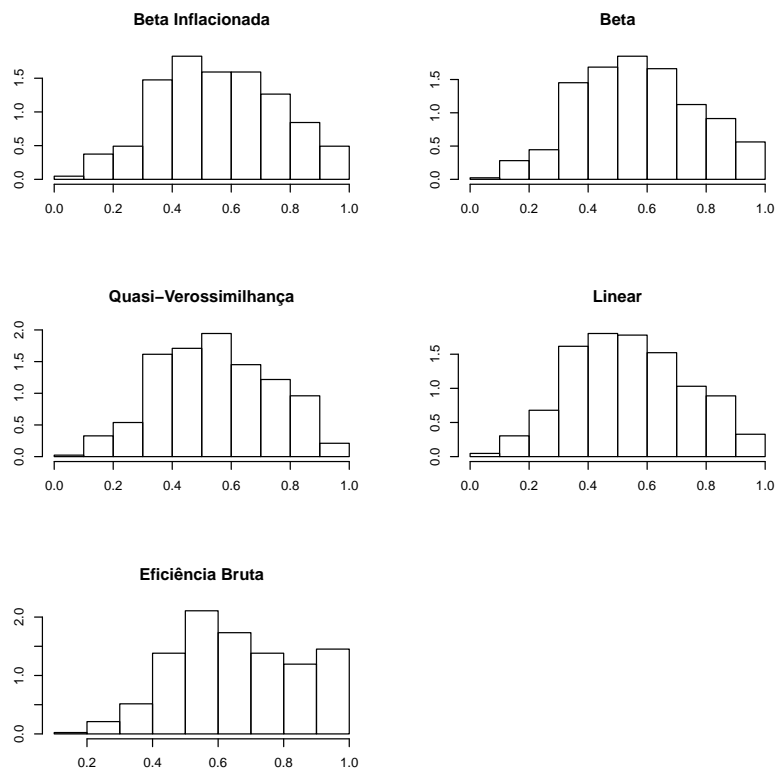 Beta Inflacionada
0.0 0.5 1.0 1.5
0.0 0.2 0.4 0.6 0.8 1.0
Beta
0.0 0.5 1.0 1.5
0.0 0.2 0.4 0.6 0.8 1.0
Quasi−Verossimilhança
0.0 0.5 1.0 1.5 2.0
0.0 0.2 0.4 0.6 0.8 1.0
Linear
0.0 0.5 1.0 1.5
0.0 0.2 0.4 0.6 0.8 1.0
Eficiência Bruta
0.0 1.0 2.0
0.2 0.4 0.6 0.8 1.0